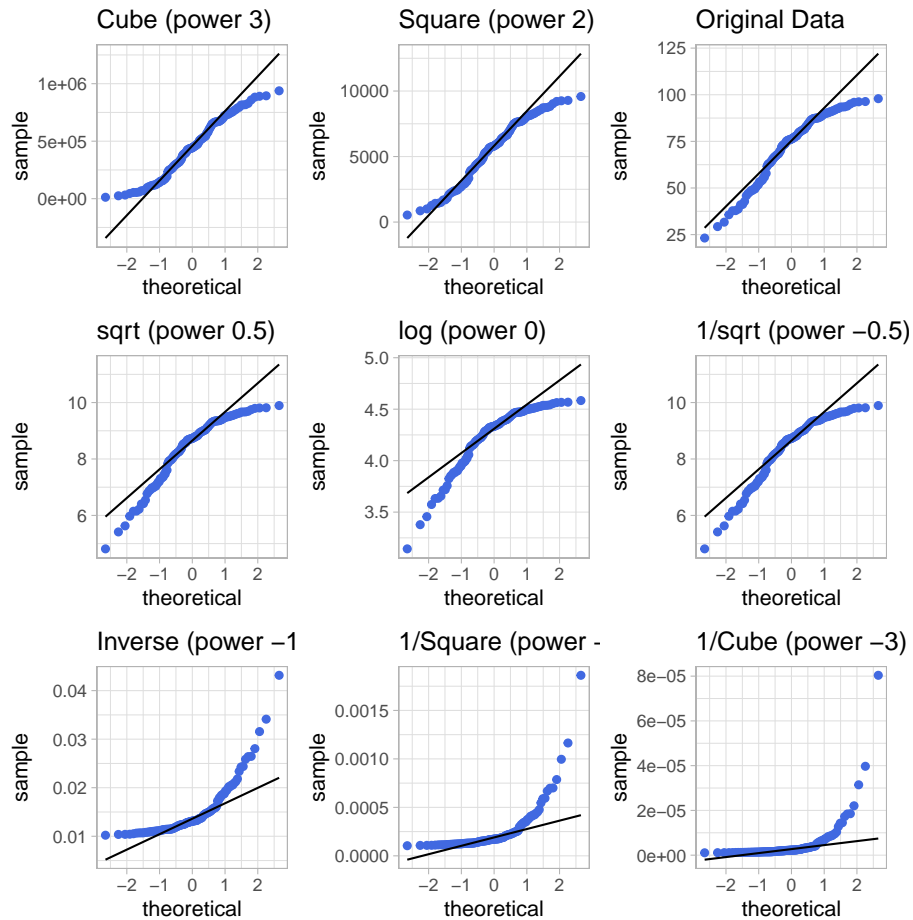 Cube (power 3)
Square (power 2)
Original Data
sample
1e+06
5e+05
0e+00
−2 −1 0 1 2
theoretical
sample
10000
5000
0
−2 −1 0 1 2
theoretical
sample
125
100
75
50
25
−2 −1 0 1 2
theoretical
sqrt (power 0.5)
log (power 0)
1/sqrt (power −0.5)
sample
10
8
6
−2 −1 0 1 2
theoretical
sample
5.0
4.5
4.0
3.5
−2 −1 0 1 2
theoretical
sample
10
8
6
−2 −1 0 1 2
theoretical
Inverse (power −1
1/Square (power −
1/Cube (power −3)
sample
0.04
0.03
0.02
0.01
−2 −1 0 1 2
theoretical
sample
0.0015
0.0010
0.0005
0.0000
−2 −1 0 1 2
theoretical
sample
8e−05
6e−05
4e−05
2e−05
0e+00
−2 −1 0 1 2
theoretical